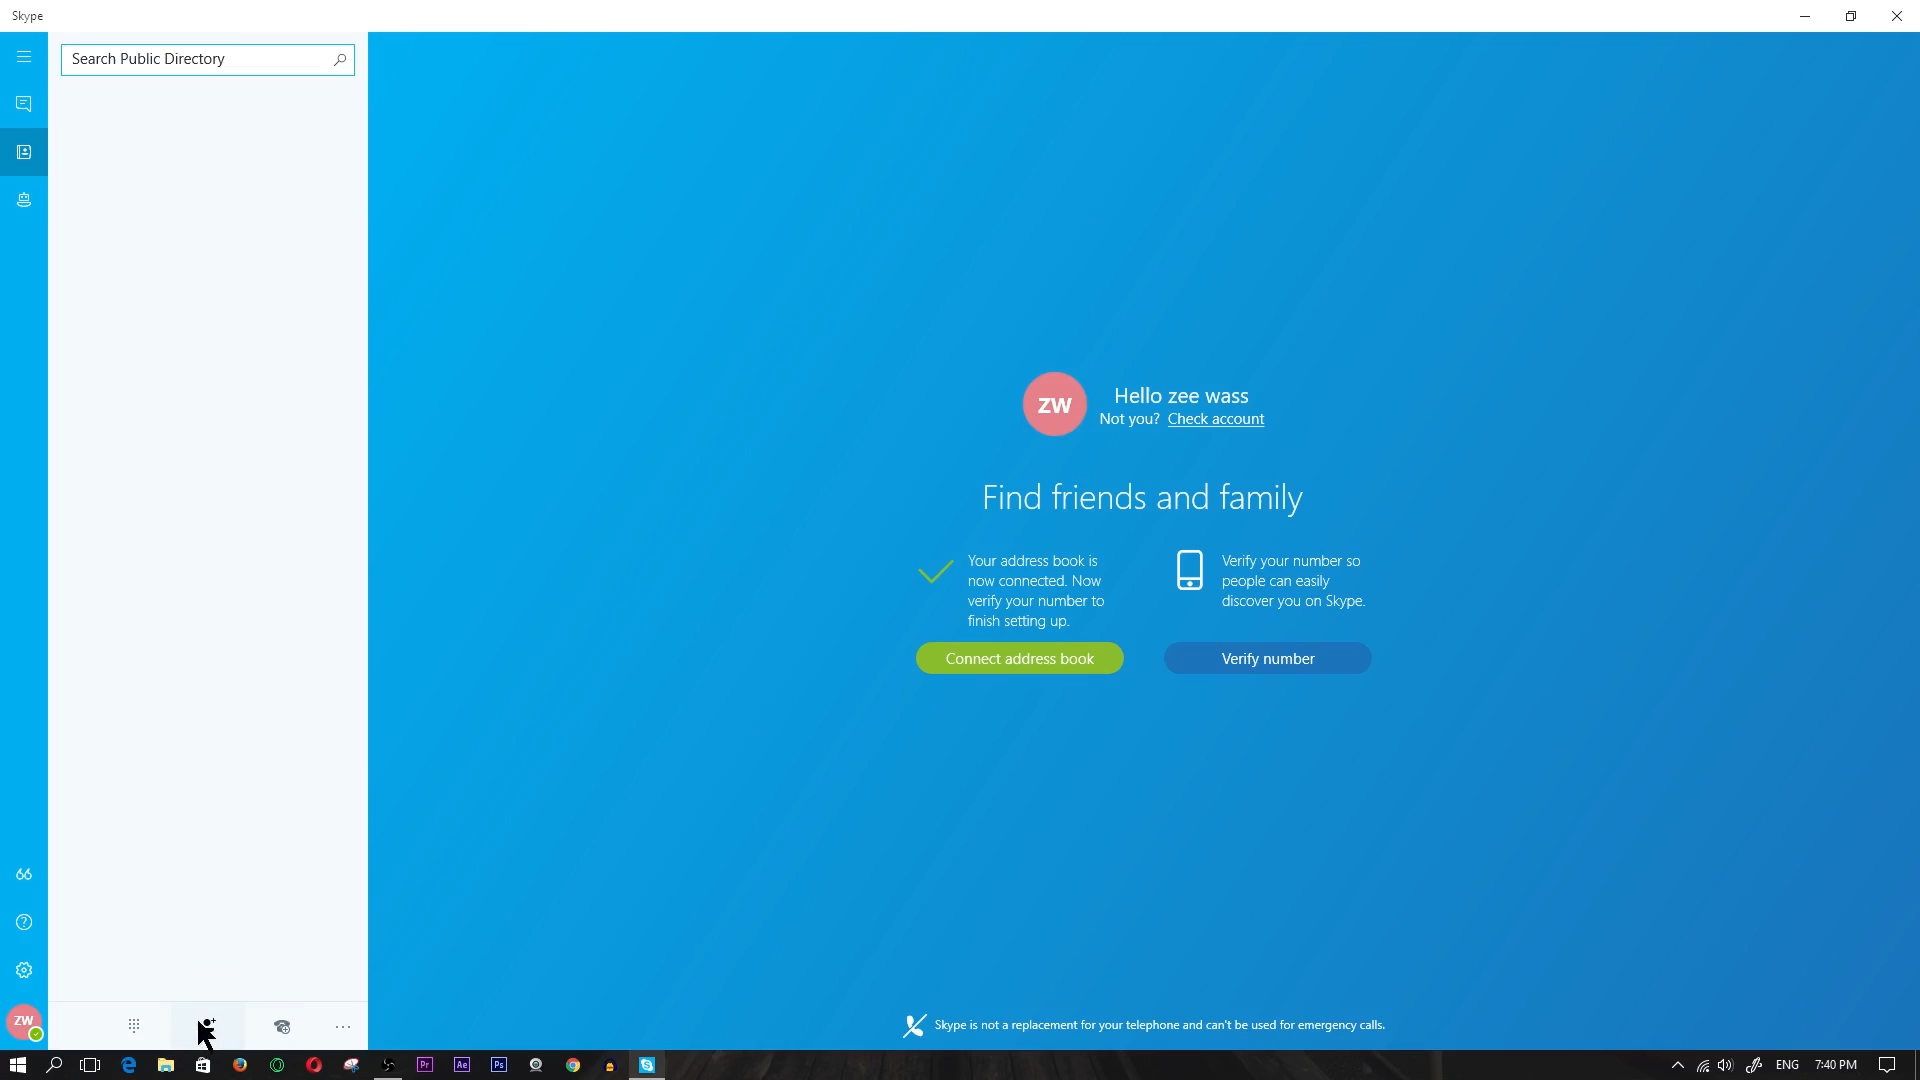 Skype
Search Public Directory
ZW
Hello zee wass
Not you? Check account
Find friends and family
Your address book is
now connected. Now
verify your number to
finish setting up.
Verify your number so
people can easily
discover you on Skype.
Connect address book
Verify number
ZW
Skype is not a replacement for your telephone and can't be used for emergency calls.
Pr
Ae
Ps
ENG
7:40 PM